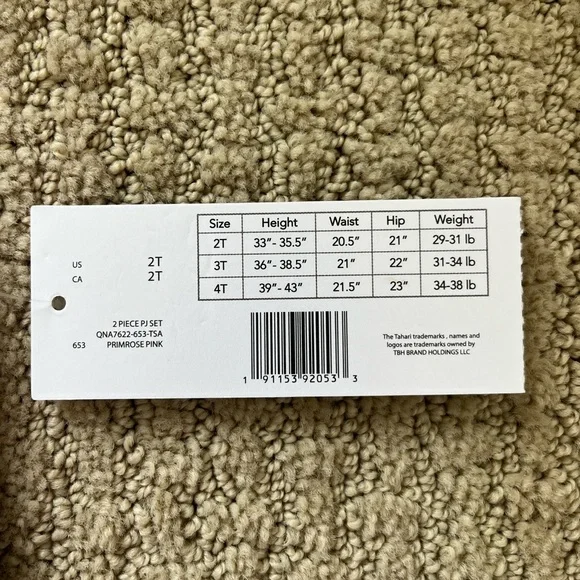 US 2T
CA 2T
2 PIECE PJ SET
QNA7622-653-TSA
653 PRIMROSE PINK
Size Height Waist Hip Weight
2T 33”- 35.5” 20.5” 21” 29-31 lb
3T 36”- 38.5” 21” 22” 31-34 lb
4T 39”- 43” 21.5” 23” 34-38 lb
1 91153 92053 3
The Tahari trademarks , names and
logos are trademarks owned by
TBH BRAND HOLDINGS LLC